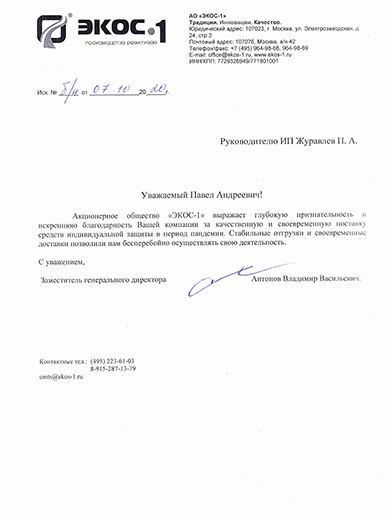 ЭКОС·1
производство реактивов
АО «ЭКОС-1»
Традиции. Инновации. Качество.
Юридический адрес: 107023, г. Москва, ул. Электрозаводская, д.
24, стр.3
Почтовый адрес: 107076, Москва, а/я 42
Телефон/факс: +7 (495) 964-98-68, 964-98-69
E-mail: office@ekos-1.ru, www.ekos-1.ru
ИНН/КПП: 7729328949/771801001
Исх. № б/н от 07.10 2020г.
Руководителю ИП Журавлев П. А.
Уважаемый Павел Андреевич!
Акционерное общество «ЭКОС-1» выражает глубокую признательность и
искреннюю благодарность Вашей компании за качественную и своевременную поставку
средств индивидуальной защиты в период пандемии. Стабильные отгрузки и своевременные
доставки позволили нам бесперебойно осуществлять свою деятельность.
С уважением,
Заместитель генерального директора Антонов Владимир Васильевич.
Контактные тел.: (495) 223-61-03
8-915-287-13-79
omts@ekos-1.ru